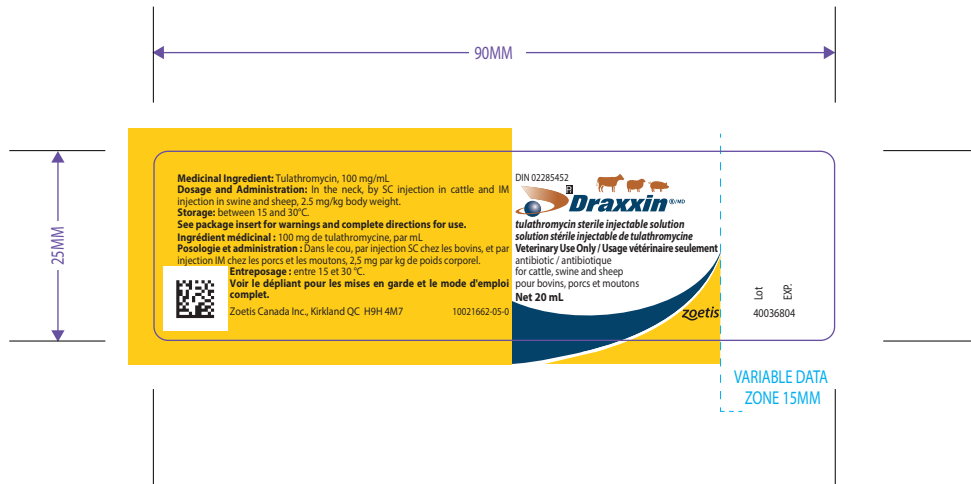 90MM
25MM
Medicinal Ingredient: Tulathromycin, 100 mg/mL
Dosage and Administration: In the neck, by SC injection in cattle and IM
injection in swine and sheep, 2.5 mg/kg body weight.
Storage: between 15 and 30°C.
See package insert for warnings and complete directions for use.
Ingrédient médicinal : 100 mg de tulathromycine, par mL
Posologie et administration : Dans le cou, par injection SC chez les bovins, et par
injection IM chez les porcs et les moutons, 2,5 mg par kg de poids corporel.
Entreposage : entre 15 et 30 °C.
Voir le dépliant pour les mises en garde et le mode d'emploi
complet.
Zoetis Canada Inc., Kirkland QC H9H 4M7 10021662-05-0
DIN 02285452
R
Draxxin ®/MD
tulathromycin sterile injectable solution
solution stérile injectable de tulathromycine
Veterinary Use Only / Usage vétérinaire seulement
antibiotic / antibiotique
for cattle, swine and sheep
pour bovins, porcs et moutons
Net 20 mL
zoetis
Lot
EXP.
40036804
VARIABLE DATA
ZONE 15MM